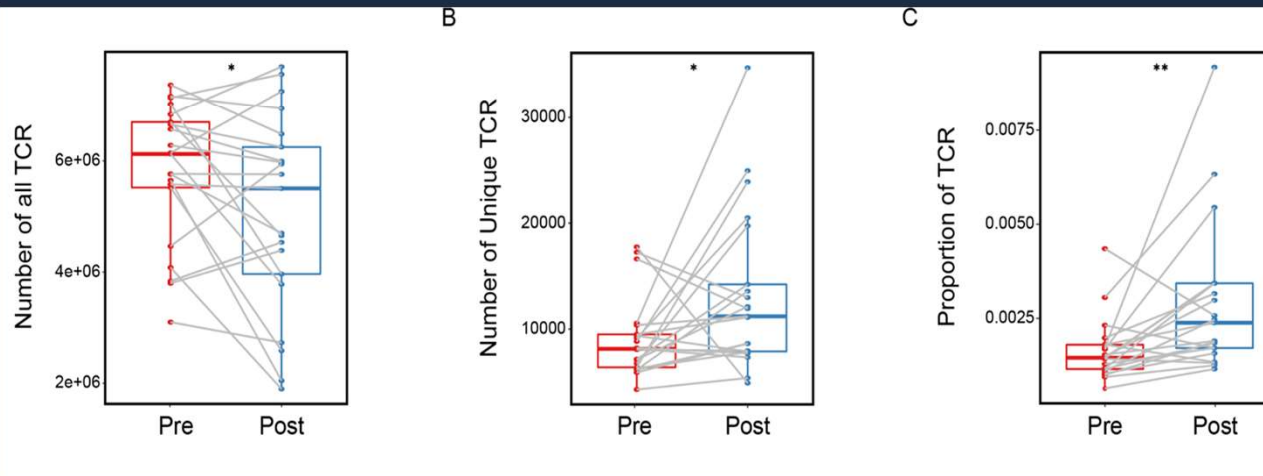 B
C
*
*
**
Number of all TCR
6e+06
4e+06
2e+06
Pre
Post
Number of Unique TCR
30000
20000
10000
Pre
Post
Proportion of TCR
0.0075
0.0050
0.0025
Pre
Post